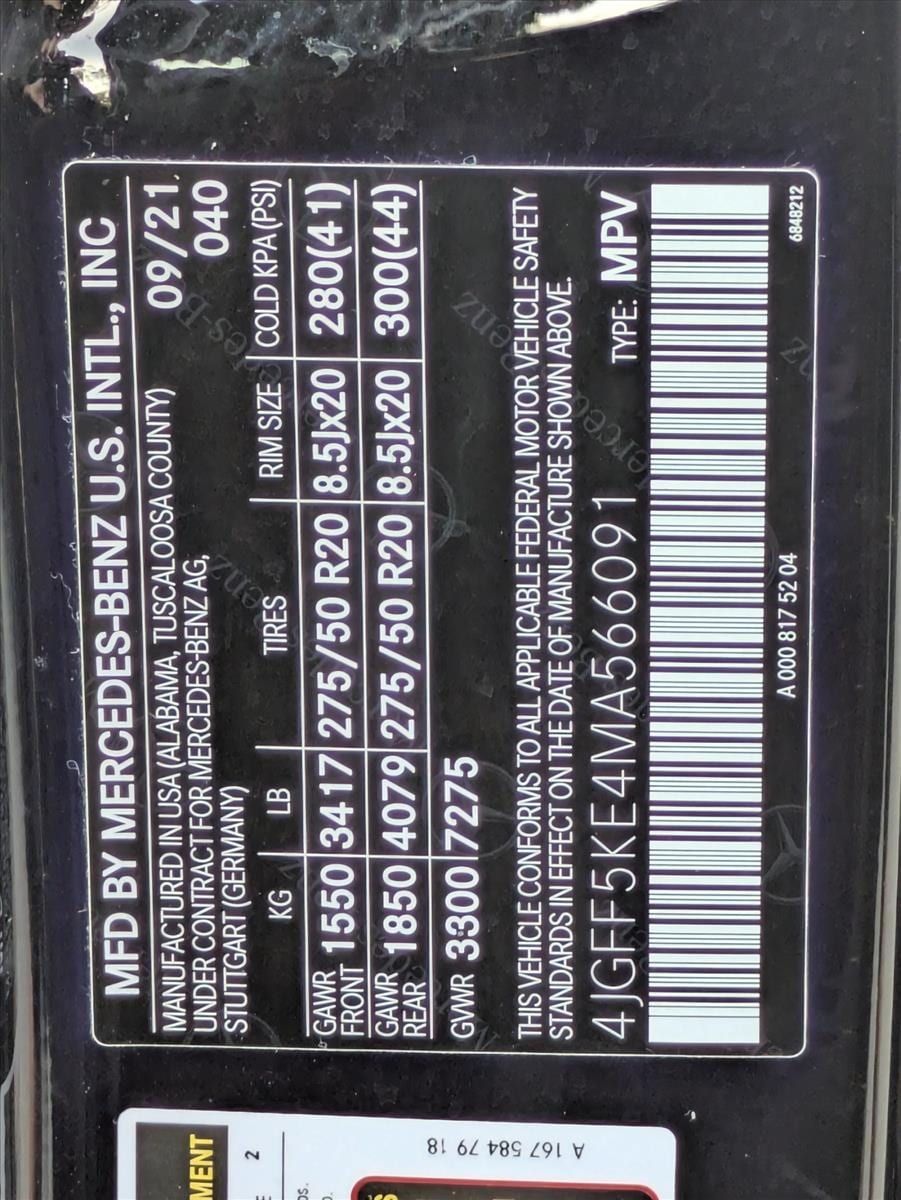 MFD BY MERCEDES-BENZ U.S. INTL., INC
MANUFACTURED IN USA (ALABAMA, TUSCALOOSA COUNTY) 09/21
UNDER CONTRACT FOR MERCEDES-BENZ AG, 040
STUTTGART (GERMANY)
KG LB TIRES RIM SIZE COLD KPA (PSI)
GAWR FRONT 1550 3417 275/50 R20 8.5Jx20 280(41)
GAWR REAR 1850 4079 275/50 R20 8.5Jx20 300(44)
GVWR 3300 7275
THIS VEHICLE CONFORMS TO ALL APPLICABLE FEDERAL MOTOR VEHICLE SAFETY
STANDARDS IN EFFECT ON THE DATE OF MANUFACTURE SHOWN ABOVE.
4JGFF5KE4MA566091 TYPE: MPV
A 000 817 52 04 6848212
A 167 584 79 18
MENT
2